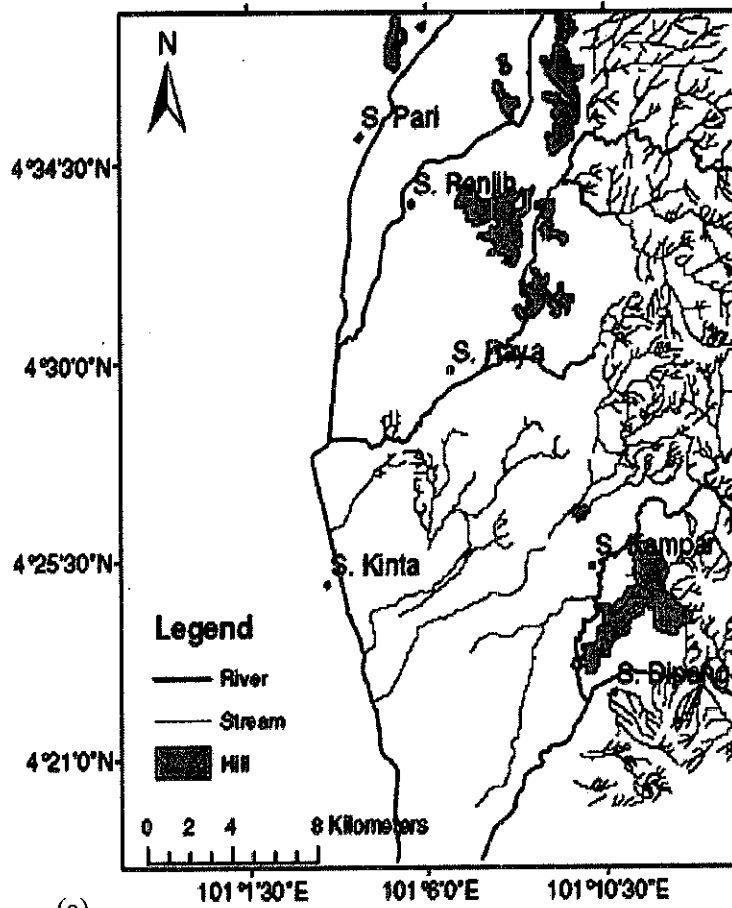 N
S. Pari
4°34'30"N
S. Renjih
4°30'0"N
S. Raya
4°25'30"N
S. Kampar
S. Kinta
Legend
River
S. Dipang
Stream
4°21'0"N
Hill
0 2 4 8 Kilometers
101°1'30"E 101°6'0"E 101°10'30"E